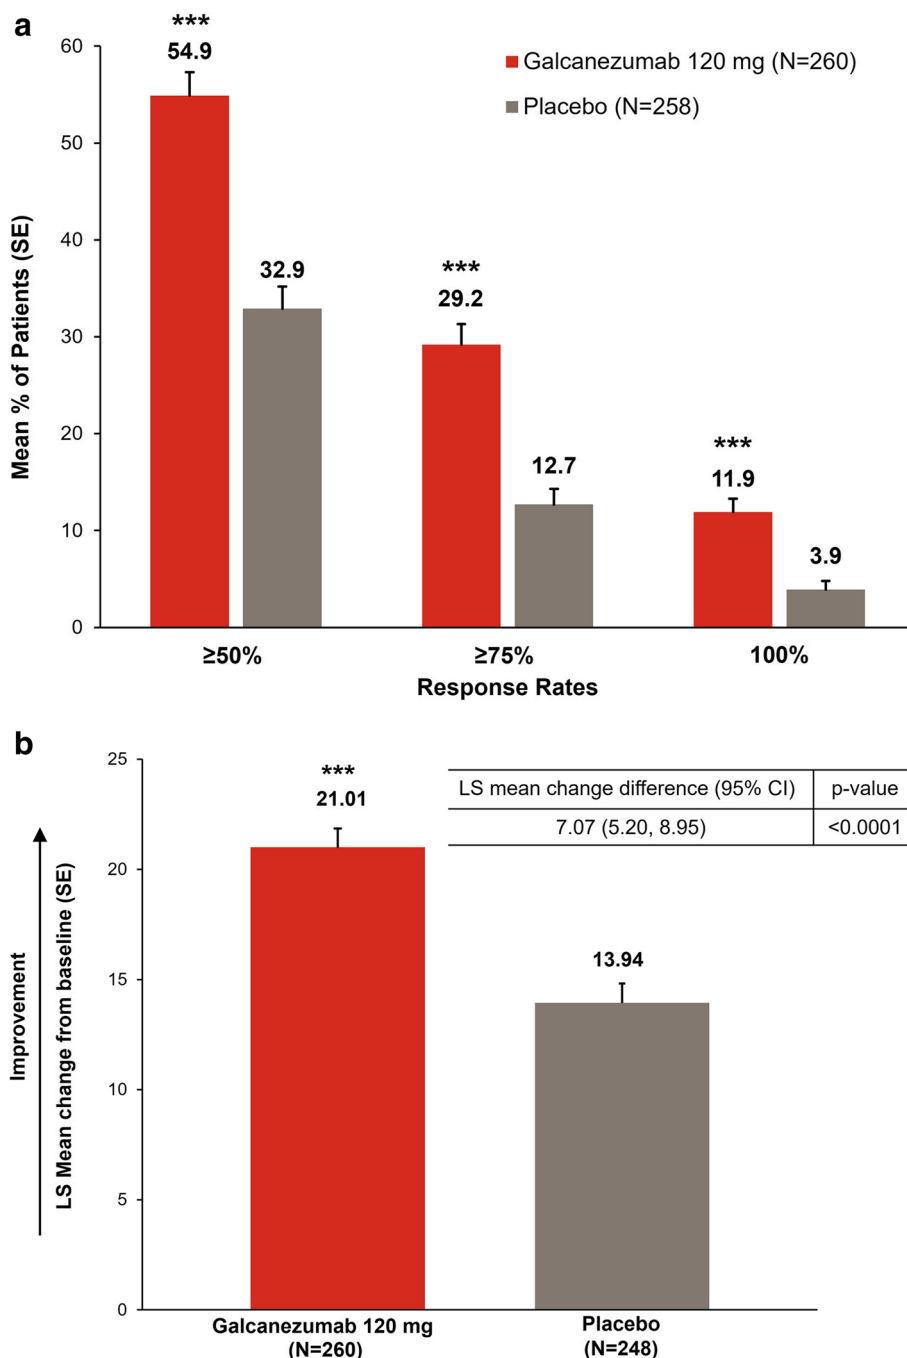 a
***
54.9
32.9
***
29.2
12.7
***
11.9
3.9
Galcanezumab 120 mg (N=260)
Placebo (N=258)
60
50
40
30
20
10
0
Mean % of Patients (SE)
≥50% ≥75% 100%
Response Rates
b
25
20
15
10
5
0
Improvement
LS Mean change from baseline (SE)
***
21.01
13.94
LS mean change difference (95% CI) p-value
7.07 (5.20, 8.95) <0.0001
Galcanezumab 120 mg
(N=260)
Placebo
(N=248)